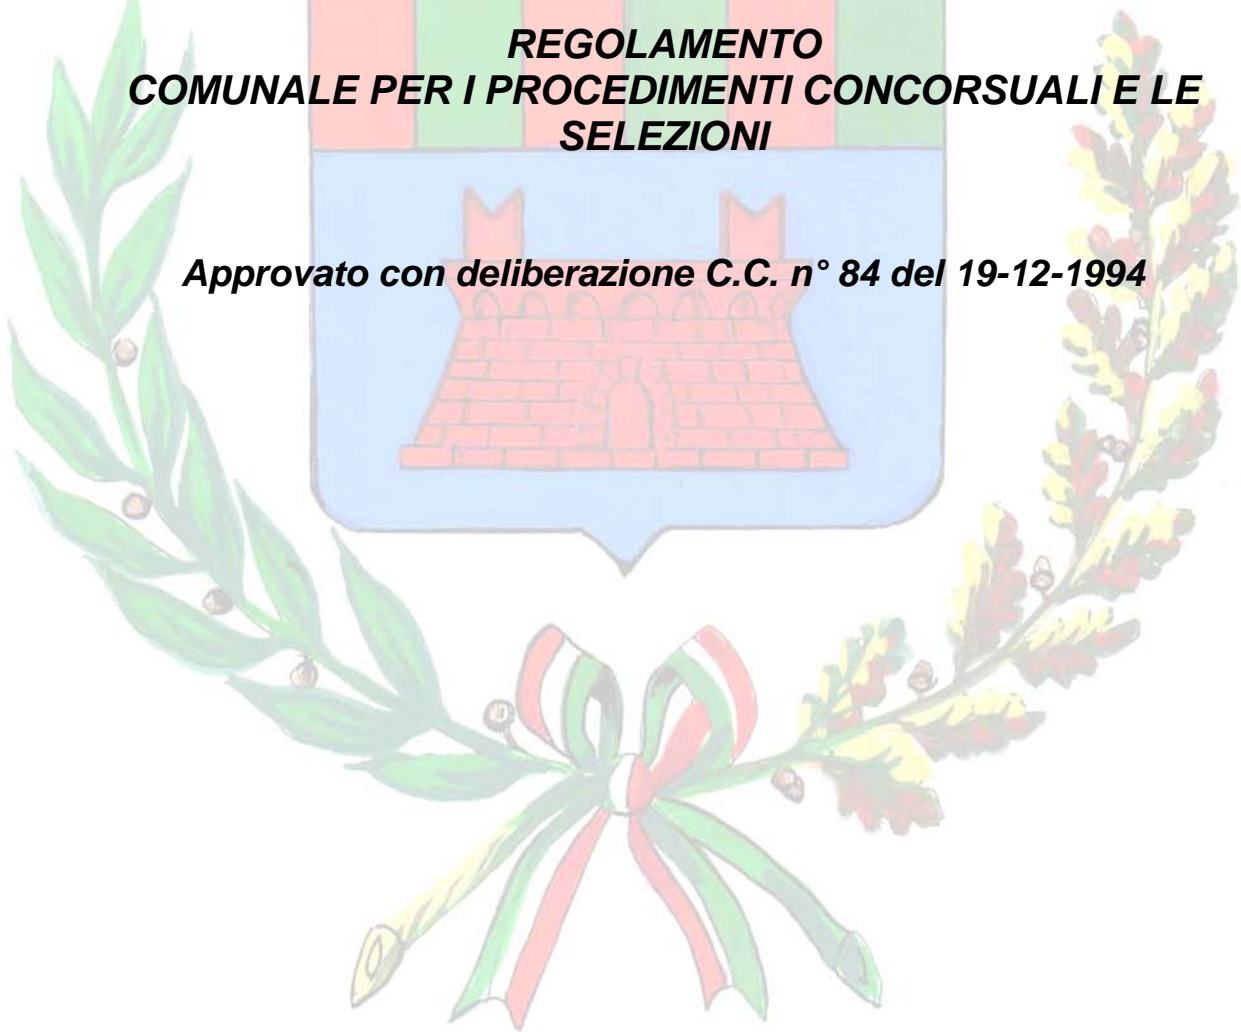 REGOLAMENTO
COMUNALE PER I PROCEDIMENTI CONCORSUALI E LE
SELEZIONI
Approvato con deliberazione C.C. n° 84 del 19-12-1994